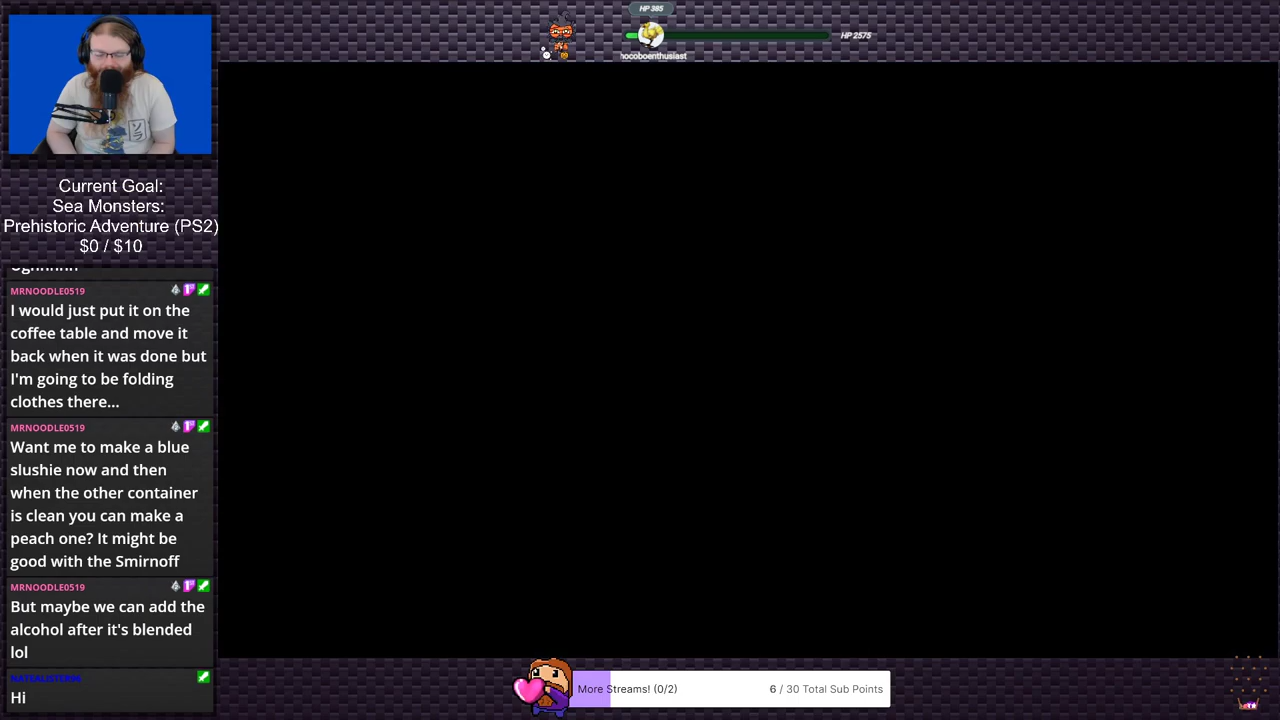 HP 385
HP 2575
hocoboenthusiast
Current Goal:
Sea Monsters:
Prehistoric Adventure (PS2)
$0 / $10
MRNOODLE0519
I would just put it on the
coffee table and move it
back when it was done but
I'm going to be folding
clothes there...
MRNOODLE0519
Want me to make a blue
slushie now and then
when the other container
is clean you can make a
peach one? It might be
good with the Smirnoff
MRNOODLE0519
But maybe we can add the
alcohol after it's blended
lol
Hi
More Streams! (0/2)
6 / 30 Total Sub Points